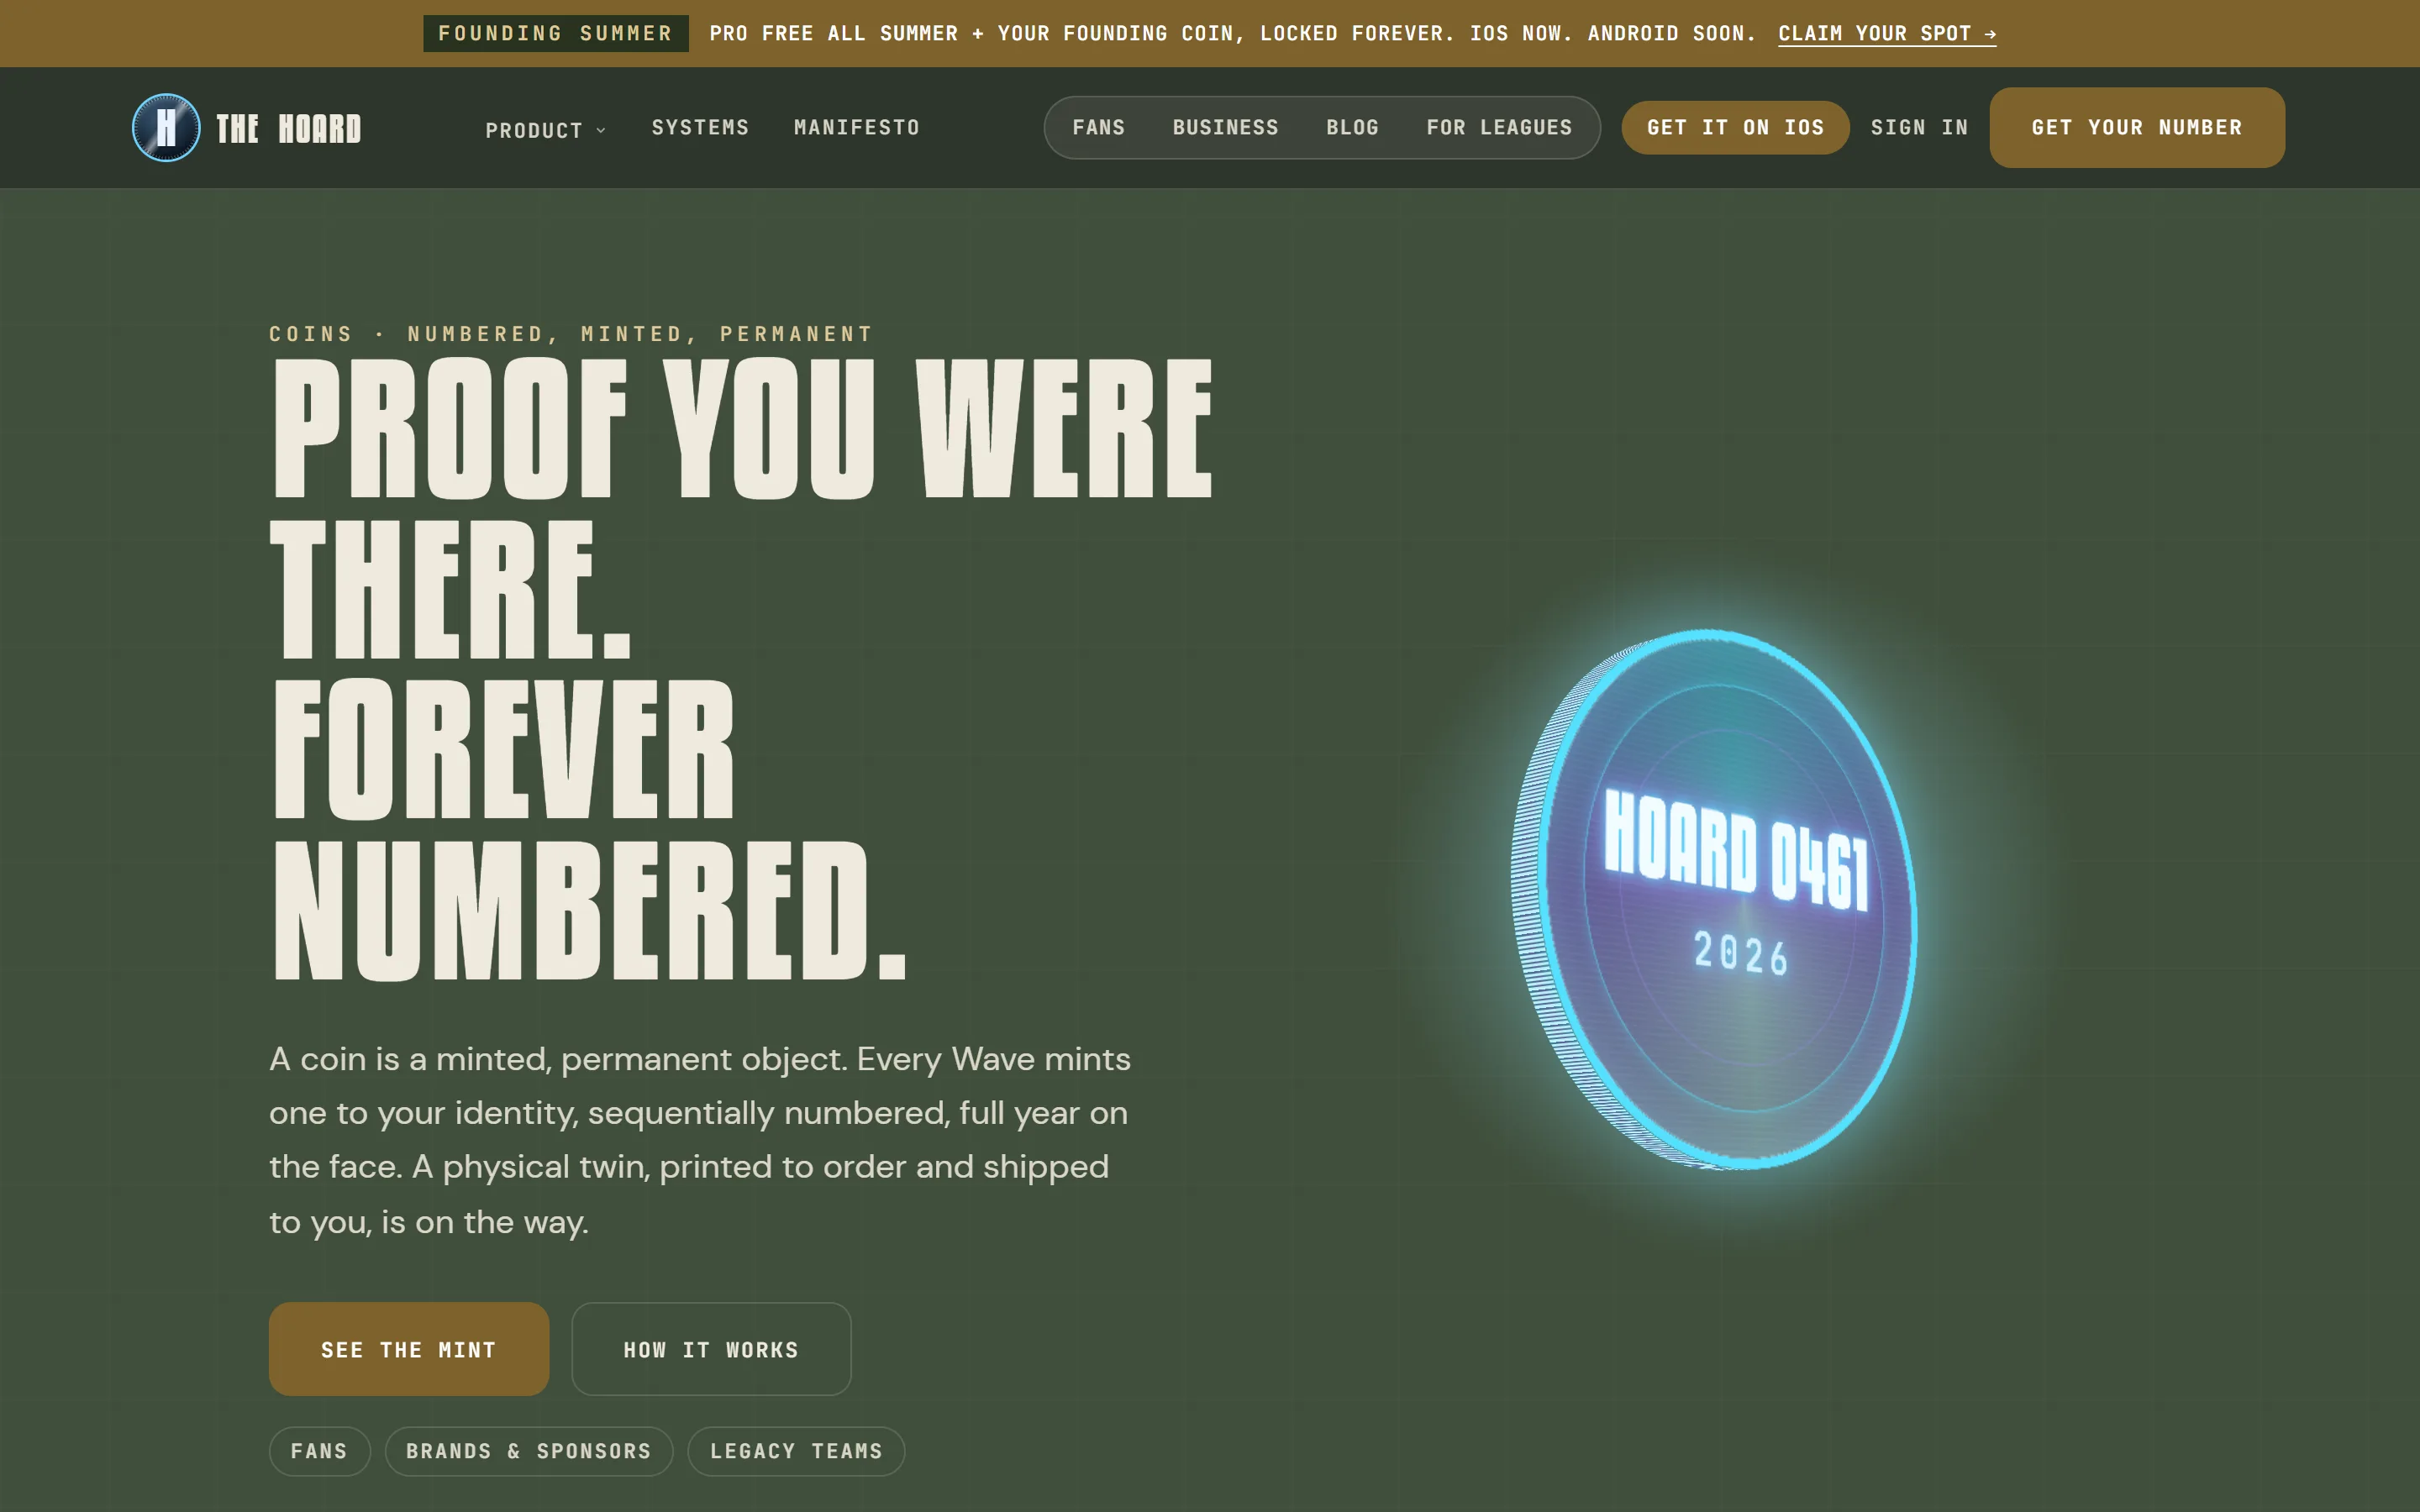 FOUNDING SUMMER PRO FREE ALL SUMMER + YOUR FOUNDING COIN, LOCKED FOREVER. IOS NOW. ANDROID SOON. CLAIM YOUR SPOT →
H THE HOARD PRODUCT SYSTEMS MANIFESTO FANS BUSINESS BLOG FOR LEAGUES GET IT ON IOS SIGN IN GET YOUR NUMBER
COINS · NUMBERED, MINTED, PERMANENT
PROOF YOU WERE
THERE.
FOREVER
NUMBERED.
A coin is a minted, permanent object. Every Wave mints
one to your identity, sequentially numbered, full year on
the face. A physical twin, printed to order and shipped
to you, is on the way.
SEE THE MINT HOW IT WORKS
FANS BRANDS & SPONSORS LEGACY TEAMS
HOARD 0461
2026